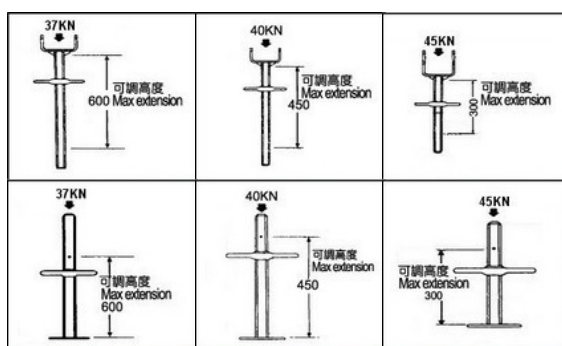 37KN
可調高度
600 Max extension
40KN
可調高度
Max extension
450
45KN
可調高度
Max extension
300
37KN
可調高度
Max extension
600
40KN
可調高度
Max extension
450
45KN
可調高度
Max extension
300